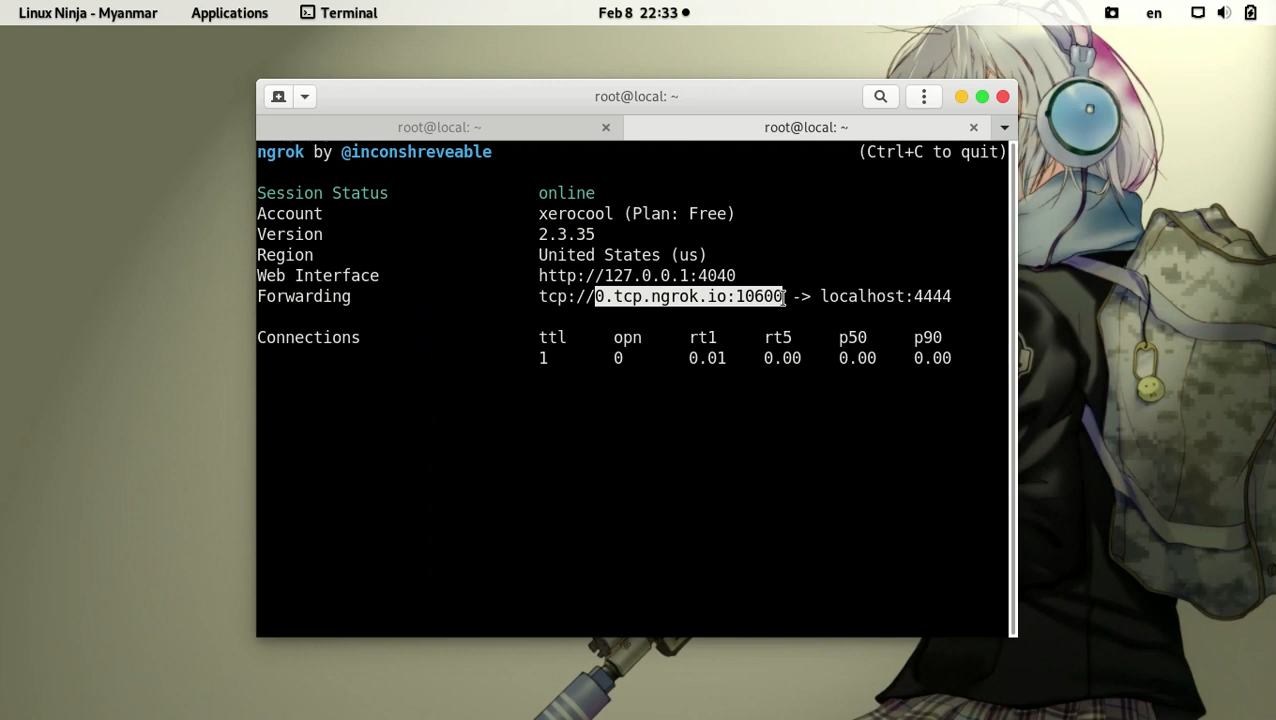 Linux Ninja - Myanmar Applications Terminal Feb 8 22:33 en
root@local: ~
root@local: ~ root@local: ~
ngrok by @inconshreveable (Ctrl+C to quit)
Session Status online
Account xerocool (Plan: Free)
Version 2.3.35
Region United States (us)
Web Interface http://127.0.0.1:4040
Forwarding tcp://0.tcp.ngrok.io:10600 -> localhost:4444
Connections ttl opn rt1 rt5 p50 p90
1 0 0.01 0.00 0.00 0.00